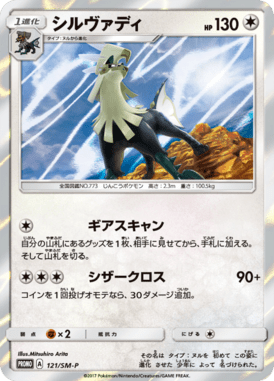 1進化
シルヴァディ
HP 130
タイプ:ヌルから進化
全国図鑑NO.773 じんこうポケモン 高さ:2.3m 重さ:100.5kg
ギアスキャン
自分の山札にあるグッズを1枚、相手に見せてから、手札に加える。
そして山札を切る。
シザークロス 90+
コインを1回投げオモテなら、30ダメージ追加。
弱点 ×2 抵抗力 にげる
Illus.Mitsuhiro Arita
PROMO A 121/SM-P
その名は タイプ:ヌルを 初めて この姿に
進化させた 少年に よって 名づけられた。
©2017 Pokémon/Nintendo/Creatures/GAME FREAK.